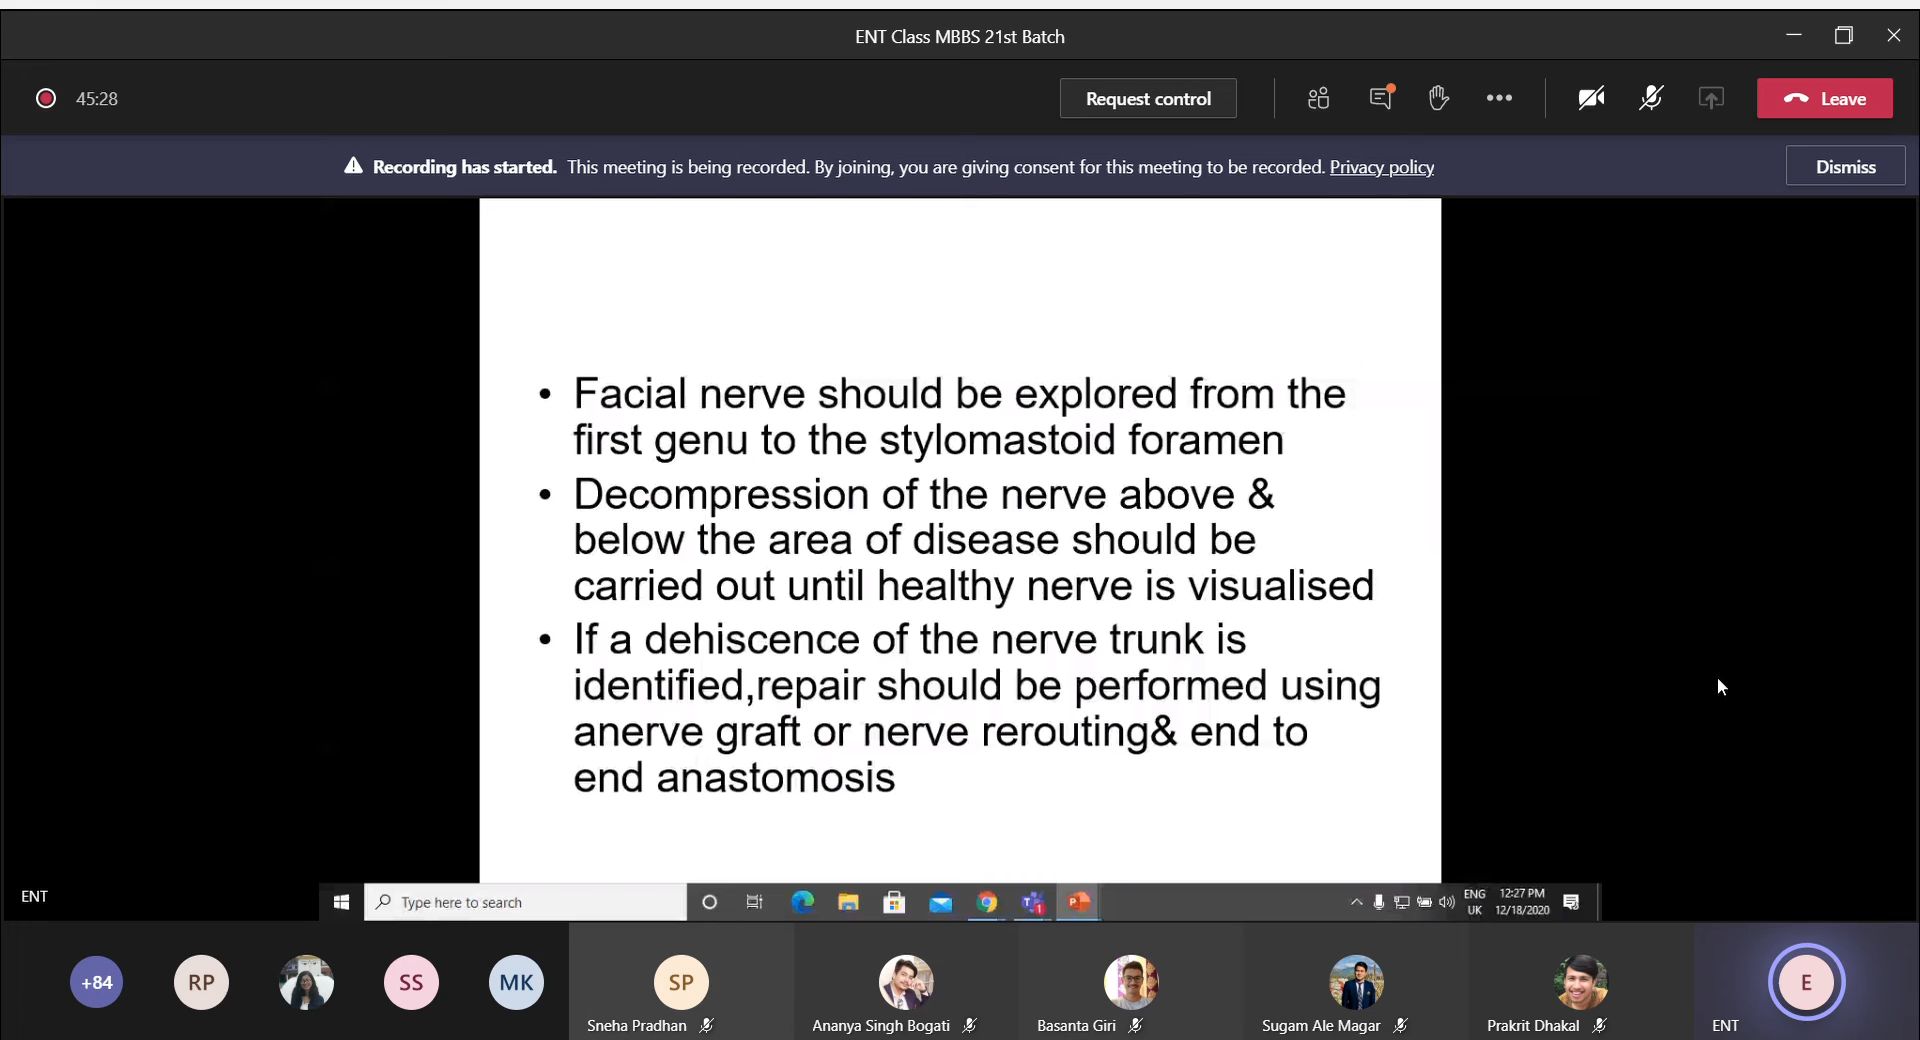 ENT Class MBBS 21st Batch
45:28
Request control
Leave
Recording has started. This meeting is being recorded. By joining, you are giving consent for this meeting to be recorded. Privacy policy
Dismiss
• Facial nerve should be explored from the
first genu to the stylomastoid foramen
• Decompression of the nerve above &
below the area of disease should be
carried out until healthy nerve is visualised
• If a dehiscence of the nerve trunk is
identified,repair should be performed using
anerve graft or nerve rerouting& end to
end anastomosis
ENT
Type here to search
ENG
UK
12:27 PM
12/18/2020
+84
RP
SS
MK
SP
E
Sneha Pradhan
Ananya Singh Bogati
Basanta Giri
Sugam Ale Magar
Prakrit Dhakal
ENT